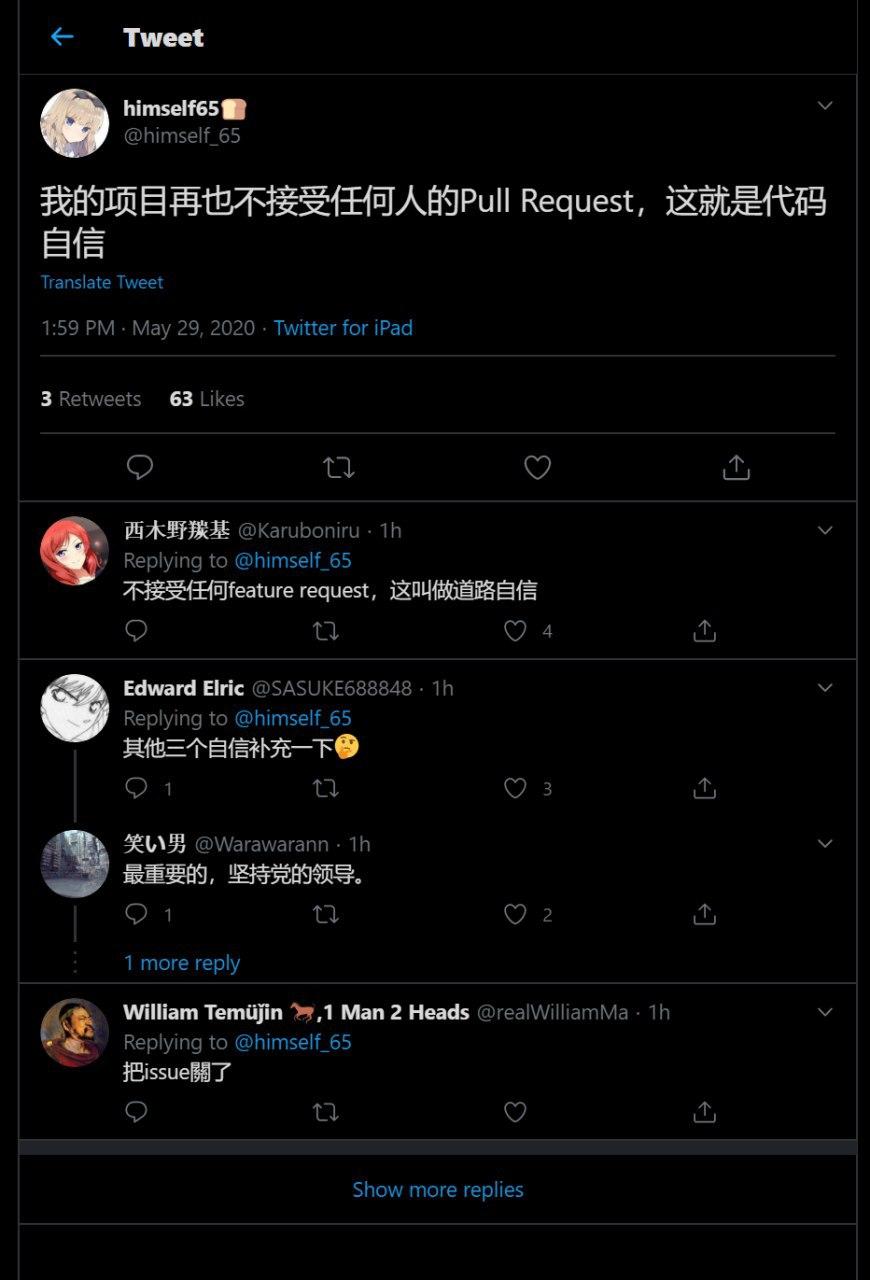 Tweet
himself65🍞
@himself_65
我的项目再也不接受任何人的Pull Request，这就是代码
自信
Translate Tweet
1:59 PM · May 29, 2020 · Twitter for iPad
3 Retweets 63 Likes
西木野羰基 @Karuboniru · 1h
Replying to @himself_65
不接受任何feature request，这叫做道路自信
4
Edward Elric @SASUKE688848 · 1h
Replying to @himself_65
其他三个自信补充一下🤔
1 3
笑い男 @Warawarann · 1h
最重要的，坚持党的领导。
1 2
1 more reply
William Temüǰin 🐎,1 Man 2 Heads @realWilliamMa · 1h
Replying to @himself_65
把issue關了
Show more replies